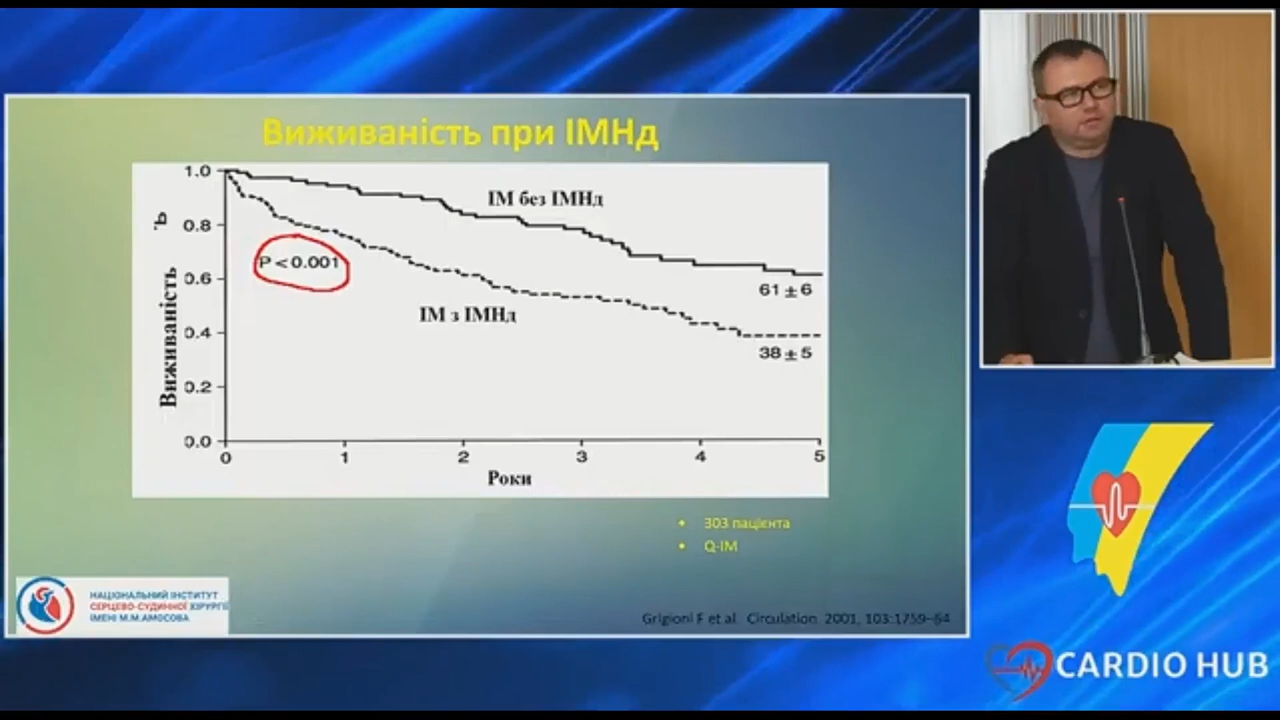 Виживаність при ІМНд
1.0
0.8
0.6
0.4
0.2
0.0
Виживаність
ІМ без ІМНд
P < 0.001
61 ± 6
ІМ з ІМНд
38 ± 5
0 1 2 3 4 5
Роки
• 303 пацієнта
• Q-ІМ
НАЦІОНАЛЬНИЙ ІНСТИТУТ
СЕРЦЕВО-СУДИННОЇ ХІРУРГІЇ
ІМЕНІ М.М.АМОСОВА
Grigioni F et al. Circulation 2001, 103:1759–64
CARDIO HUB